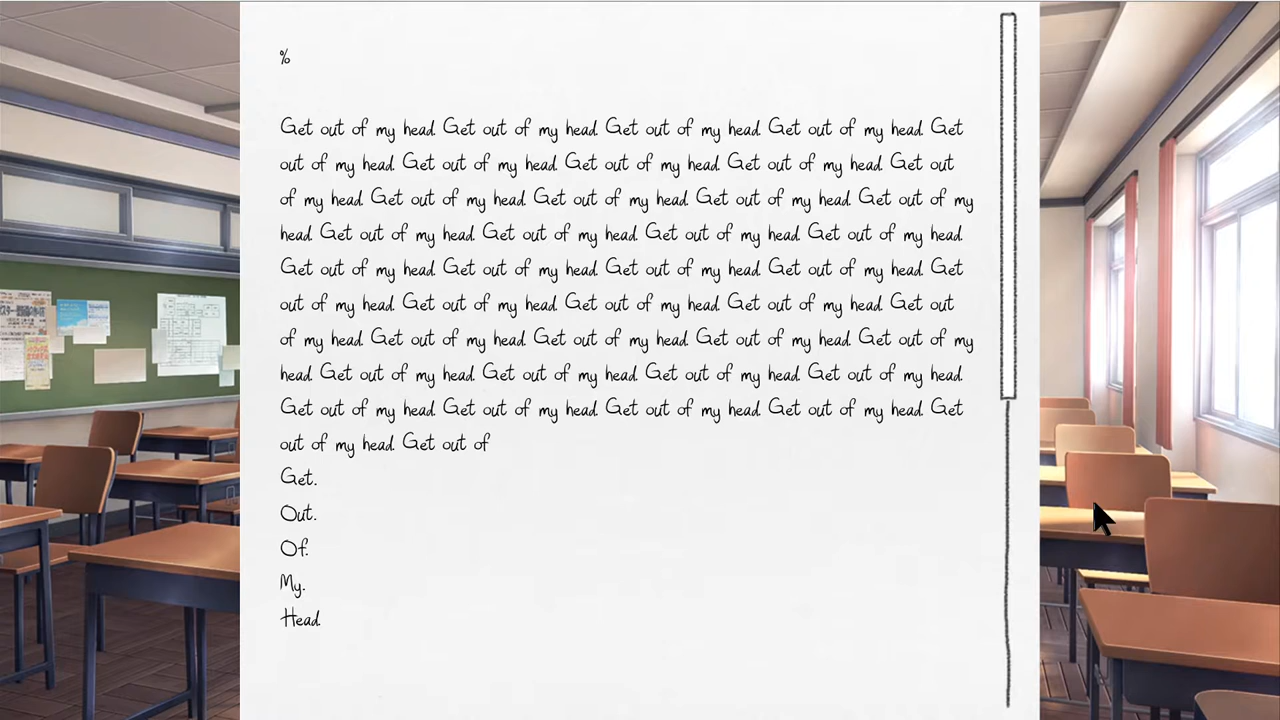 %
Get out of my head. Get out of my head. Get out of my head. Get out of my head. Get
out of my head. Get out of my head. Get out of my head. Get out of my head. Get out
of my head. Get out of my head. Get out of my head. Get out of my head. Get out of my
head. Get out of my head. Get out of my head. Get out of my head. Get out of my head.
Get out of my head. Get out of my head. Get out of my head. Get out of my head. Get
out of my head. Get out of my head. Get out of my head. Get out of my head. Get out
of my head. Get out of my head. Get out of my head. Get out of my head. Get out of my
head. Get out of my head. Get out of my head. Get out of my head. Get out of my head.
Get out of my head. Get out of my head. Get out of my head. Get out of my head. Get
out of my head. Get out of
Get.
Out.
Of.
My.
Head.